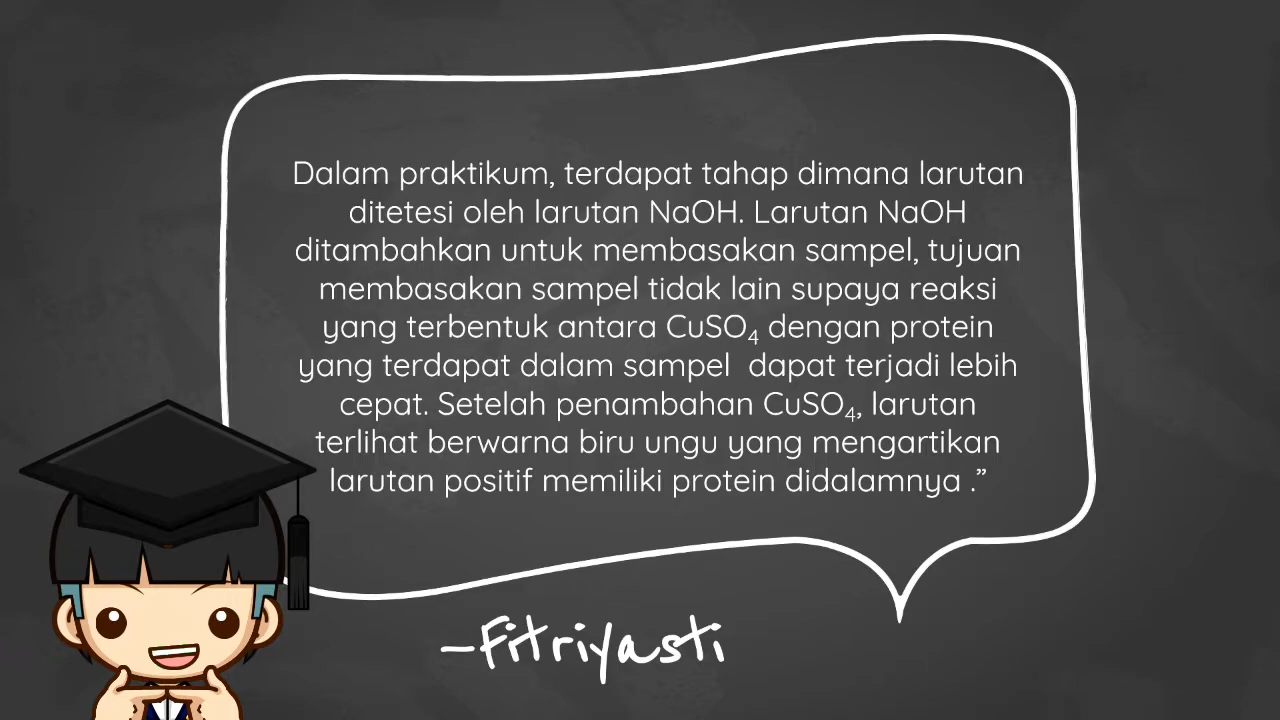 Dalam praktikum, terdapat tahap dimana larutan
ditetesi oleh larutan NaOH. Larutan NaOH
ditambahkan untuk membasakan sampel, tujuan
membasakan sampel tidak lain supaya reaksi
yang terbentuk antara CuSO₄ dengan protein
yang terdapat dalam sampel  dapat terjadi lebih
cepat. Setelah penambahan CuSO₄, larutan
terlihat berwarna biru ungu yang mengartikan
larutan positif memiliki protein didalamnya .”
—Fitriyasti